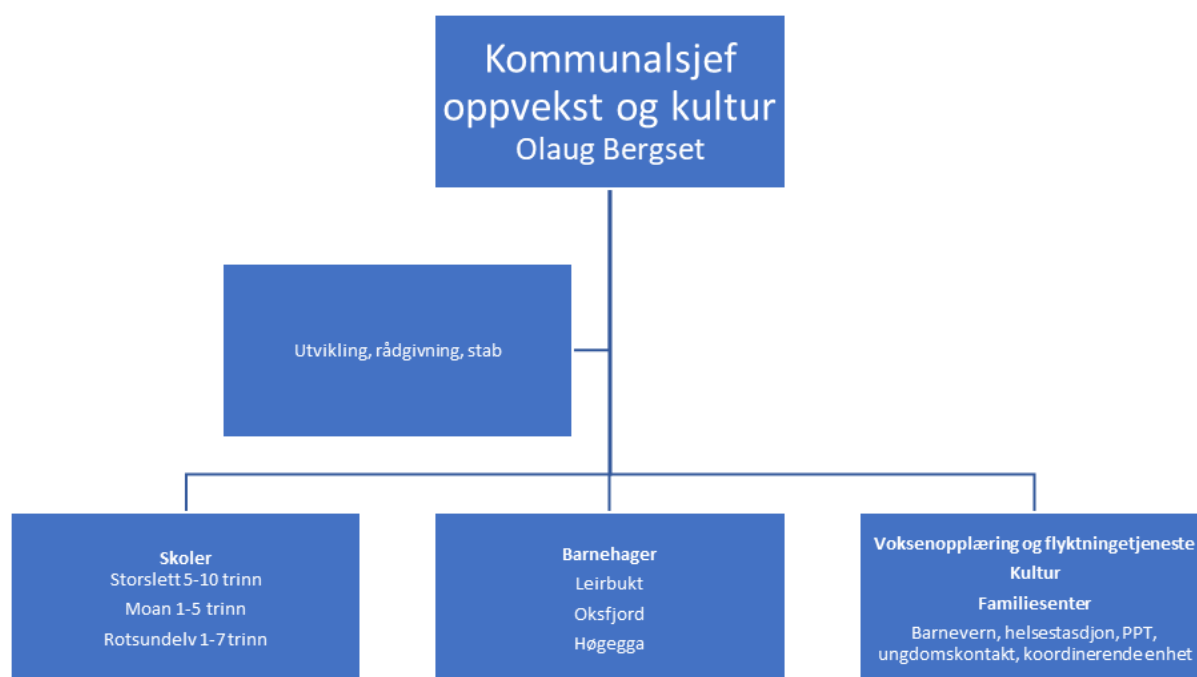 Kommunalsjef
oppvekst og kultur
Olaug Bergset
Utvikling, rådgivning, stab
Skoler
Storslett 5-10 trinn
Moan 1-5 trinn
Rotsundelv 1-7 trinn
Barnehager
Leirbukt
Oksfjord
Høgegga
Voksenopplæring og flyktningetjeneste
Kultur
Familiesenter
Barnevern, helsestasdjon, PPT,
ungdomskontakt, koordinerende enhet